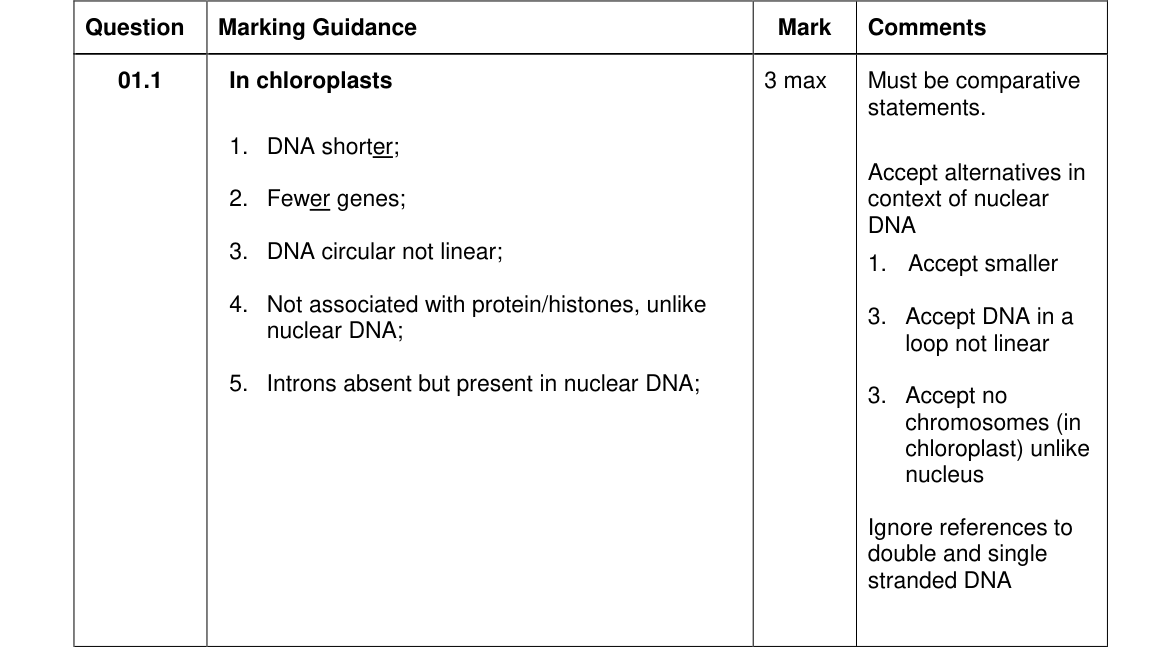 Question Marking Guidance Mark Comments
01.1 In chloroplasts 3 max Must be comparative
statements.
1. DNA shorter;
Accept alternatives in
2. Fewer genes; context of nuclear
DNA
3. DNA circular not linear;
1. Accept smaller
4. Not associated with protein/histones, unlike 3. Accept DNA in a
nuclear DNA; loop not linear
5. Introns absent but present in nuclear DNA;
3. Accept no
chromosomes (in
chloroplast) unlike
nucleus
Ignore references to
double and single
stranded DNA